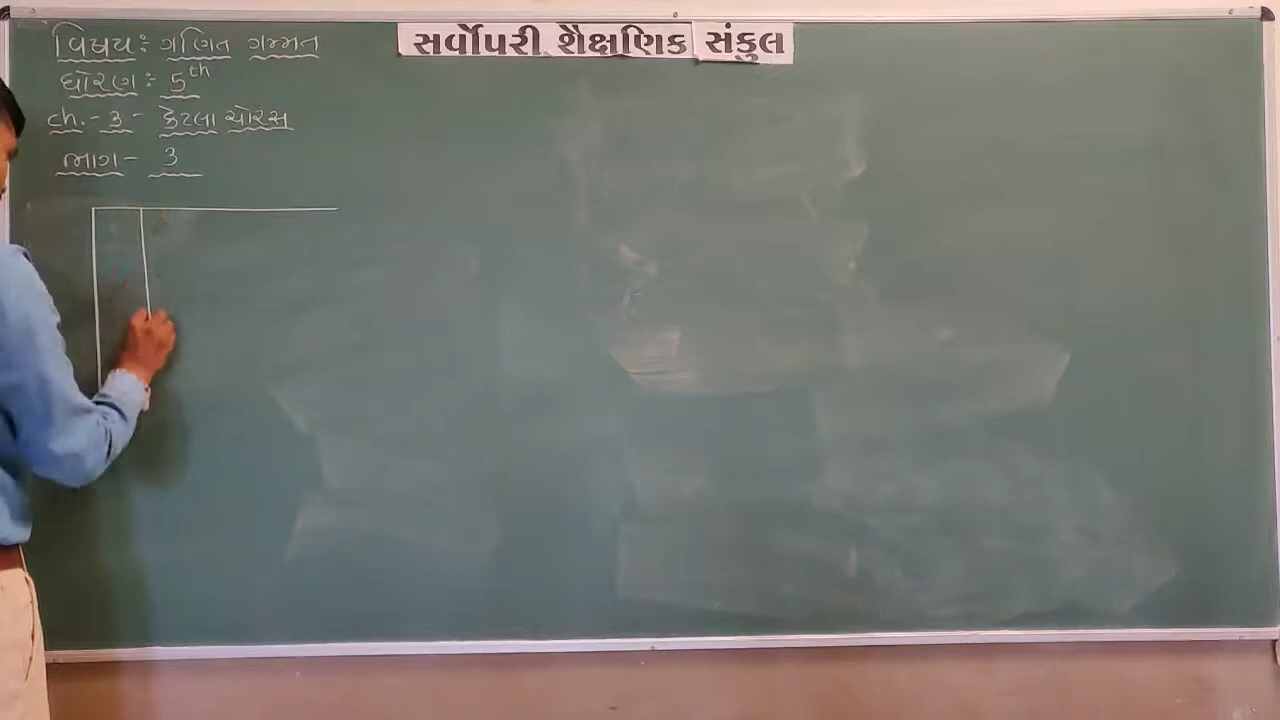 સર્વોપરી શૈક્ષણિક સંકુલ
વિષય : ગણિત ગમ્મત
ધોરણ : 5th
ch. - 3 - કેટલા ચોરસ
ભાગ - 3